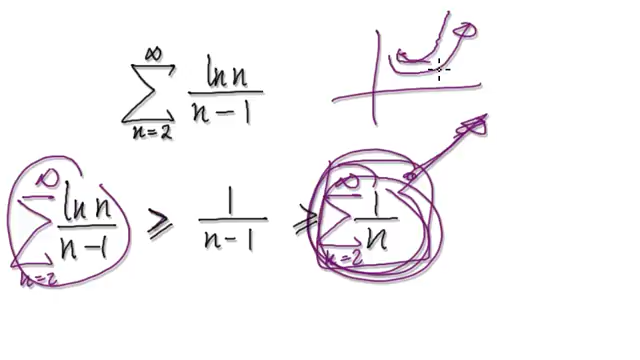 ∞
∑ ln n / n − 1
n=2
∞ ∞
∑ ln n / n − 1 ⩾ 1 / n − 1 ⩾ ∑ 1 / n
n=2 n=2